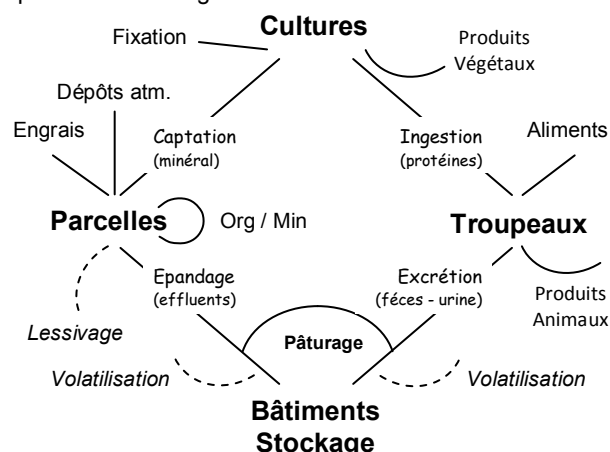 Cultures
Fixation
Produits
Végétaux
Dépôts atm.
Engrais
Captation
(minéral)
Ingestion
(protéines)
Aliments
Parcelles
Org / Min
Troupeaux
Epandage
(effluents)
Excrétion
(féces - urine)
Produits
Animaux
Lessivage
Pâturage
Volatilisation
Volatilisation
Bâtiments
Stockage